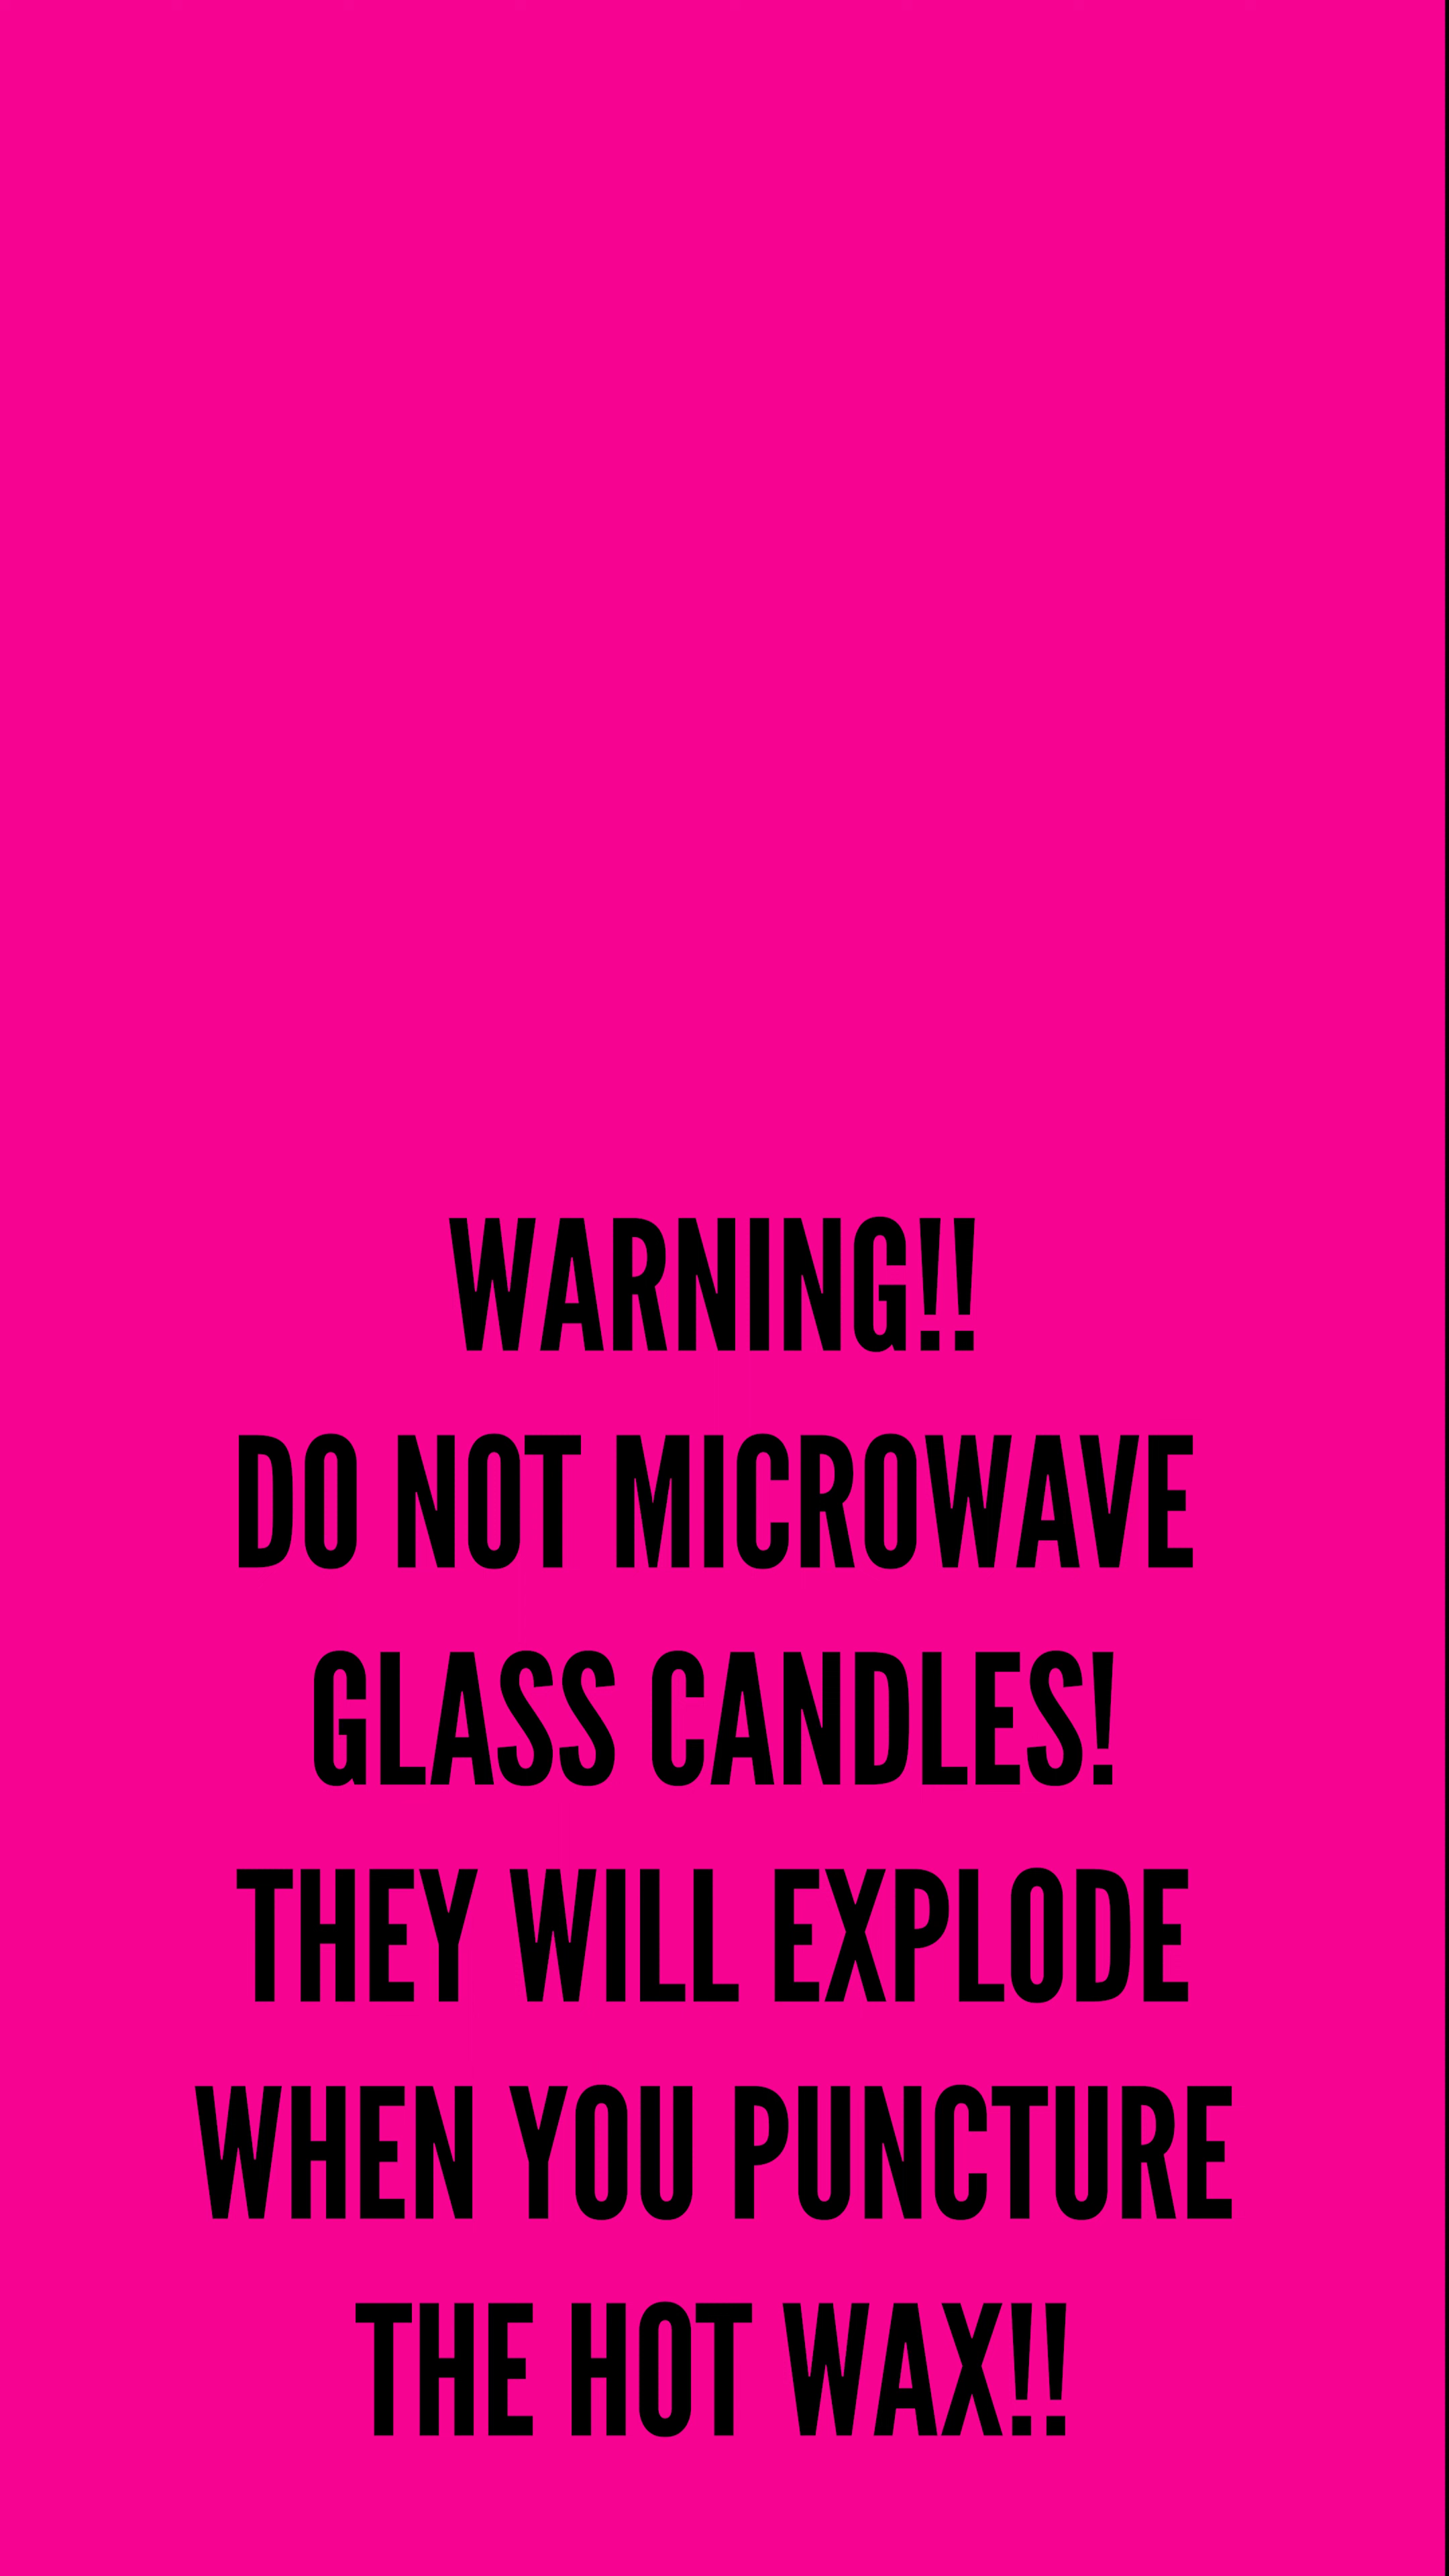 WARNING!!
DO NOT MICROWAVE
GLASS CANDLES!
THEY WILL EXPLODE
WHEN YOU PUNCTURE
THE HOT WAX!!